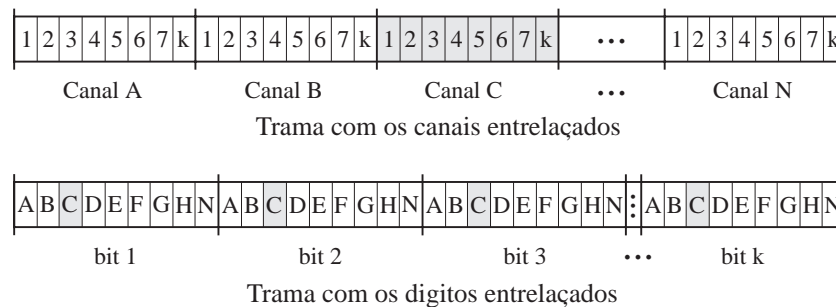 1 2 3 4 5 6 7 k 1 2 3 4 5 6 7 k 1 2 3 4 5 6 7 k ... 1 2 3 4 5 6 7 k
Canal A Canal B Canal C ... Canal N
Trama com os canais entrelaçados
A B C D E F G H N A B C D E F G H N A B C D E F G H N ⋮ A B C D E F G H N
bit 1 bit 2 bit 3 ... bit k
Trama com os digitos entrelaçados